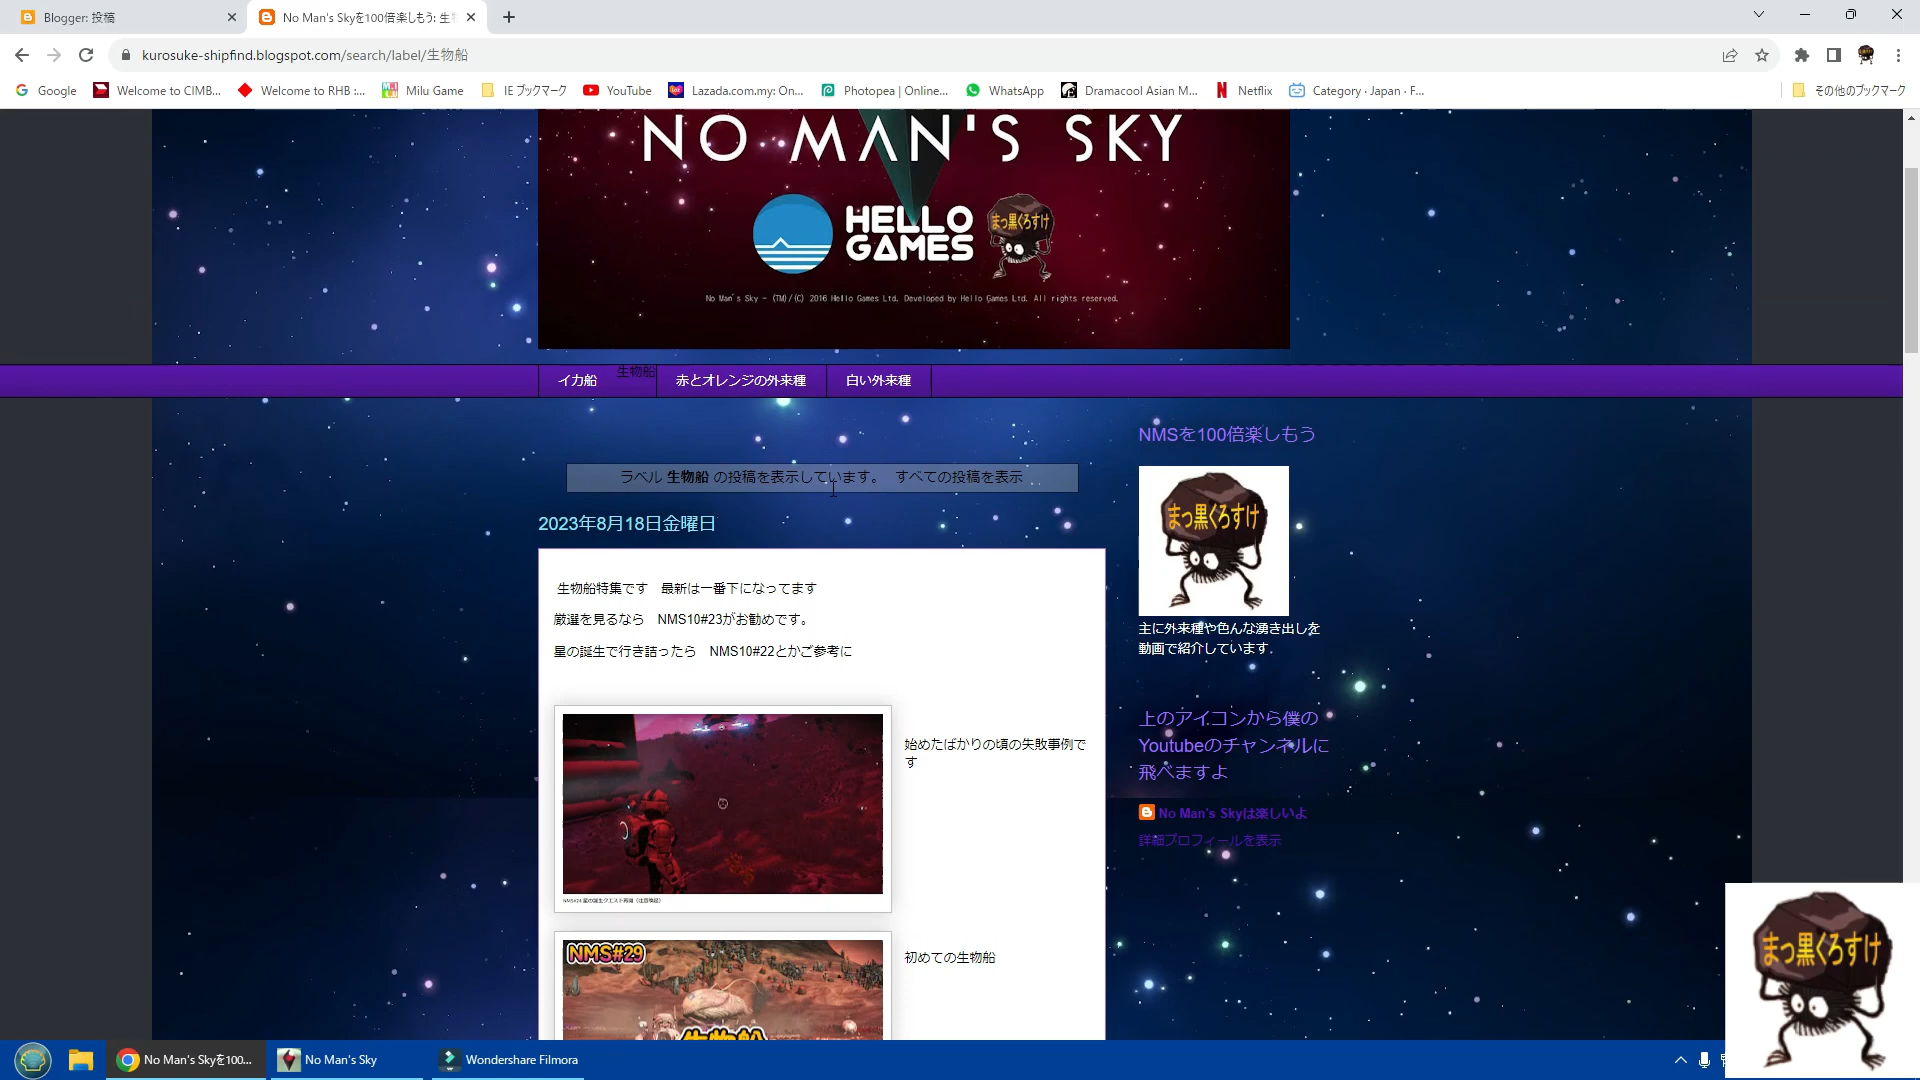 Blogger: 投稿
No Man's Skyを100倍楽しもう: 生
kurosuke-shipfind.blogspot.com/search/label/生物船
Google
Welcome to CIMB...
Welcome to RHB :...
Milu Game
IE ブックマーク
YouTube
Lazada.com.my: On...
Photopea | Online...
WhatsApp
Dramacool Asian M...
Netflix
Category · Japan · F...
その他のブックマーク
NO MAN'S SKY
HELLO
GAMES
まっ黒くろすけ
No Man's Sky - (TM)/(C) 2016 Hello Games Ltd. Developed by Hello Games Ltd. All rights reserved.
イカ船
生物船
赤とオレンジの外来種
白い外来種
ラベル 生物船 の投稿を表示しています。 すべての投稿を表示
2023年8月18日金曜日
生物船特集です 最新は一番下になってます
厳選を見るなら NMS10#23がお勧めです。
星の誕生で行き詰ったら NMS10#22とかご参考に
始めたばかりの頃の失敗事例で
す
NMS#29
生物船
初めての生物船
NMSを100倍楽しもう
まっ黒くろすけ
主に外来種や色んな湧き出しを
動画で紹介しています.
上のアイコンから僕の
Youtubeのチャンネルに
飛べますよ
No Man's Skyは楽しいよ
詳細プロフィールを表示
まっ黒くろすけ
No Man's Skyを100...
No Man's Sky
Wondershare Filmora